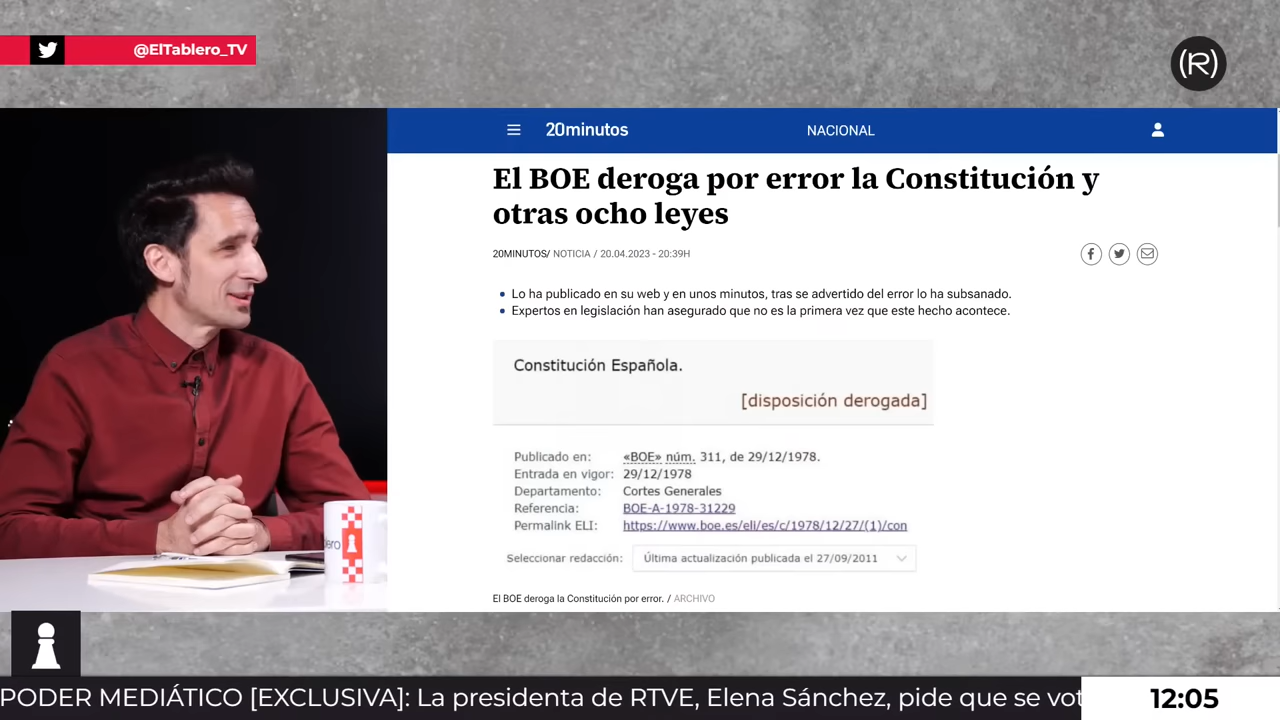 @ElTablero_TV
(R)
20minutos
NACIONAL
El BOE deroga por error la Constitución y
otras ocho leyes
20MINUTOS/ NOTICIA / 20.04.2023 - 20:39H
Lo ha publicado en su web y en unos minutos, tras se advertido del error lo ha subsanado.
Expertos en legislación han asegurado que no es la primera vez que este hecho acontece.
Constitución Española.
[disposición derogada]
Publicado en: «BOE» núm. 311, de 29/12/1978.
Entrada en vigor: 29/12/1978
Departamento: Cortes Generales
Referencia: BOE-A-1978-31229
Permalink ELI: https://www.boe.es/eli/es/c/1978/12/27/(1)/con
Seleccionar redacción: Última actualización publicada el 27/09/2011
El BOE deroga la Constitución por error. / ARCHIVO
ero
PODER MEDIÁTICO [EXCLUSIVA]: La presidenta de RTVE, Elena Sánchez, pide que se vot
12:05